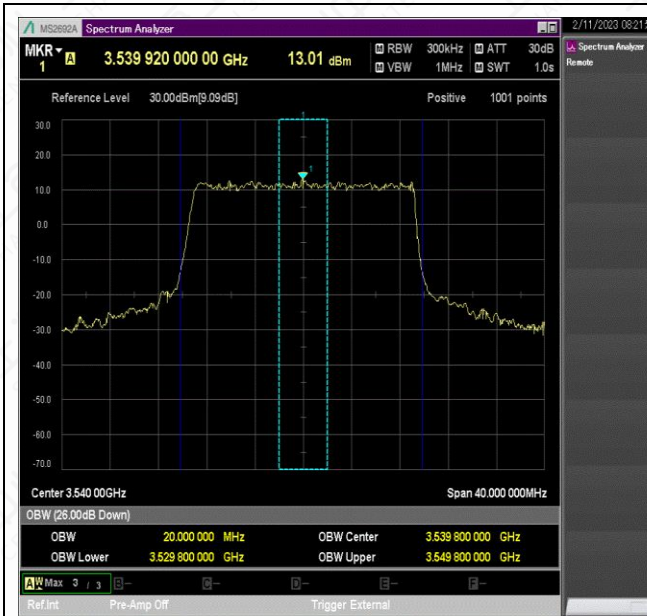 MS2692A Spectrum Analyzer
2/11/2023 08:21:5
MKR 1 A 3.539 920 000 00 GHz 13.01 dBm M RBW 300kHz M ATT 30dB
M VBW 1MHz M SWT 1.0s
Spectrum Analyzer
Remote
Reference Level 30.00dBm[9.09dB] Positive 1001 points
30.0
20.0
10.0
0.0
-10.0
-20.0
-30.0
-40.0
-50.0
-60.0
-70.0
1
1
Center 3.540 00GHz Span 40.000 000MHz
OBW (26.00dB Down)
OBW 20.000 000 MHz OBW Center 3.539 800 000 GHz
OBW Lower 3.529 800 000 GHz OBW Upper 3.549 800 000 GHz
A W Max 3 / 3 B- C- D- E- F-
Ref.Int Pre-Amp Off Trigger External